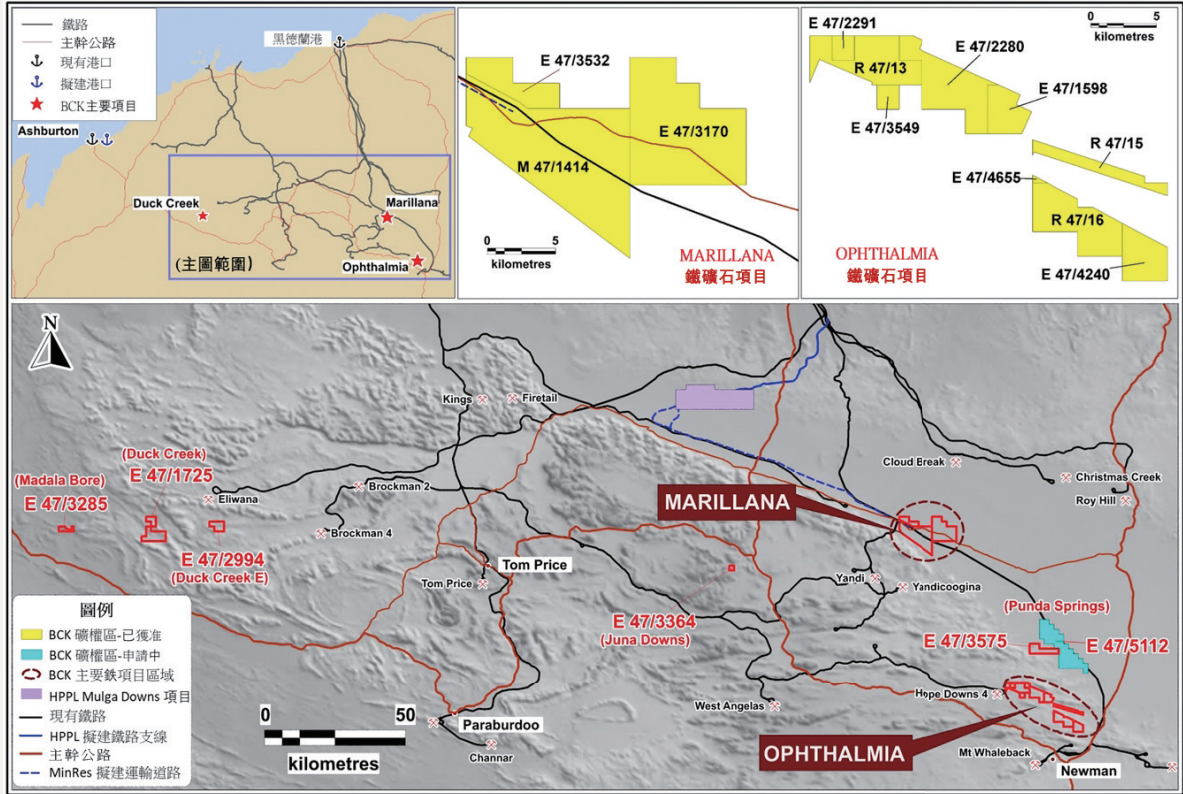 鐵路
主幹公路
現有港口
擬建港口
BCK主要項目
黑德蘭港
Ashburton
Duck Creek
Marillana
Ophthalmia
(主圖範圍)
E 47/3532
E 47/3170
M 47/1414
0 5
kilometres
MARILLANA
鐵礦石項目
0 5
kilometres
E 47/2291
E 47/2280
R 47/13
E 47/1598
E 47/3549
R 47/15
E 47/4655
R 47/16
E 47/4240
OPHTHALMIA
鐵礦石項目
N
Kings
Firetail
(Duck Creek)
E 47/1725
(Madala Bore)
E 47/3285
Eliwana
Brockman 2
Brockman 4
E 47/2994
(Duck Creek E)
Cloud Break
Christmas Creek
Roy Hill
MARILLANA
Tom Price
Tom Price
Yandi
Yandicoogina
E 47/3364
(Juna Downs)
(Punda Springs)
E 47/3575
E 47/5112
Hope Downs 4
West Angelas
Paraburdoo
Channar
OPHTHALMIA
Mt Whaleback
Newman
0 50
kilometres
圖例
BCK 礦權區-已獲准
BCK 礦權區-申請中
BCK 主要鉄項目區域
HPPL Mulga Downs 項目
現有鐵路
HPPL 擬建鐵路支線
主幹公路
MinRes 擬建運輸道路